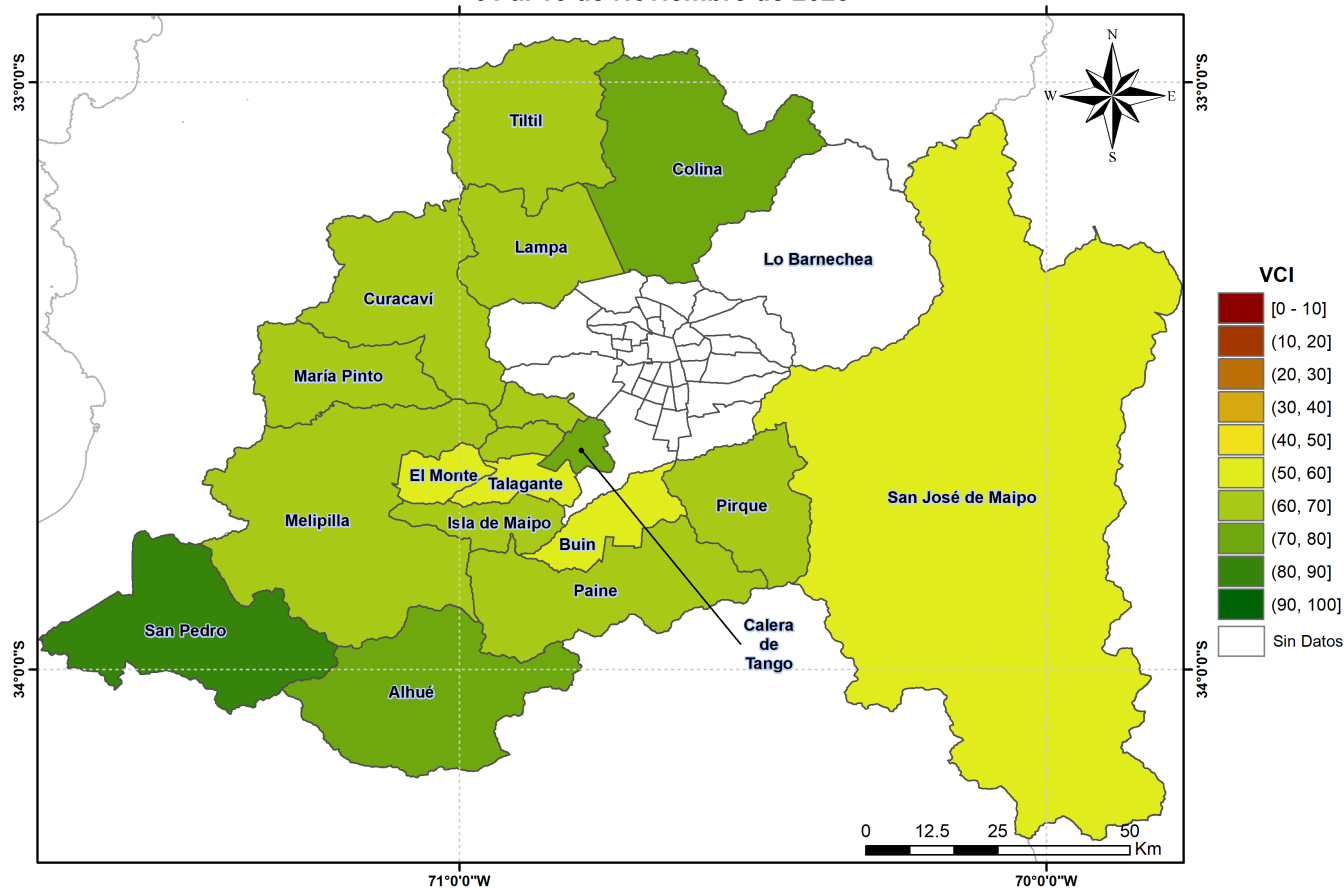 N
W
E
S
33°0'0"S
33°0'0"S
Tiltil
Colina
Lampa
Lo Barnechea
Curacaví
María Pinto
El Monte
Talagante
San José de Maipo
Pirque
Melipilla
Isla de Maipo
Buin
Paine
San Pedro
Calera
de
Tango
Alhué
34°0'0"S
34°0'0"S
VCI
[0 - 10]
(10, 20]
(20, 30]
(30, 40]
(40, 50]
(50, 60]
(60, 70]
(70, 80]
(80, 90]
(90, 100]
Sin Datos
0 12.5 25 50
Km
71°0'0"W
70°0'0"W